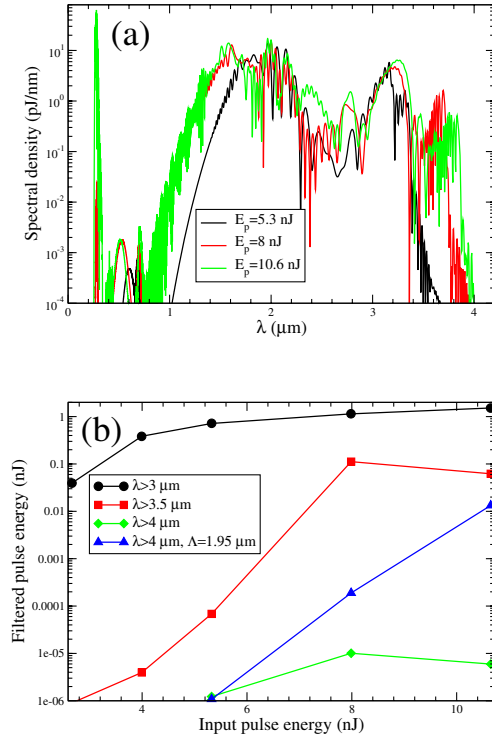 (a)
Spectral density (pJ/nm)
10^1
10^0
10^-1
10^-2
10^-3
10^-4
E_p=5.3 nJ
E_p=8 nJ
E_p=10.6 nJ
0 1 2 3 4
λ (μm)
(b)
Filtered pulse energy (nJ)
1
0.1
0.01
0.001
0.0001
1e-05
1e-06
λ>3 μm
λ>3.5 μm
λ>4 μm
λ>4 μm, Λ=1.95 μm
4 6 8 10
Input pulse energy (nJ)